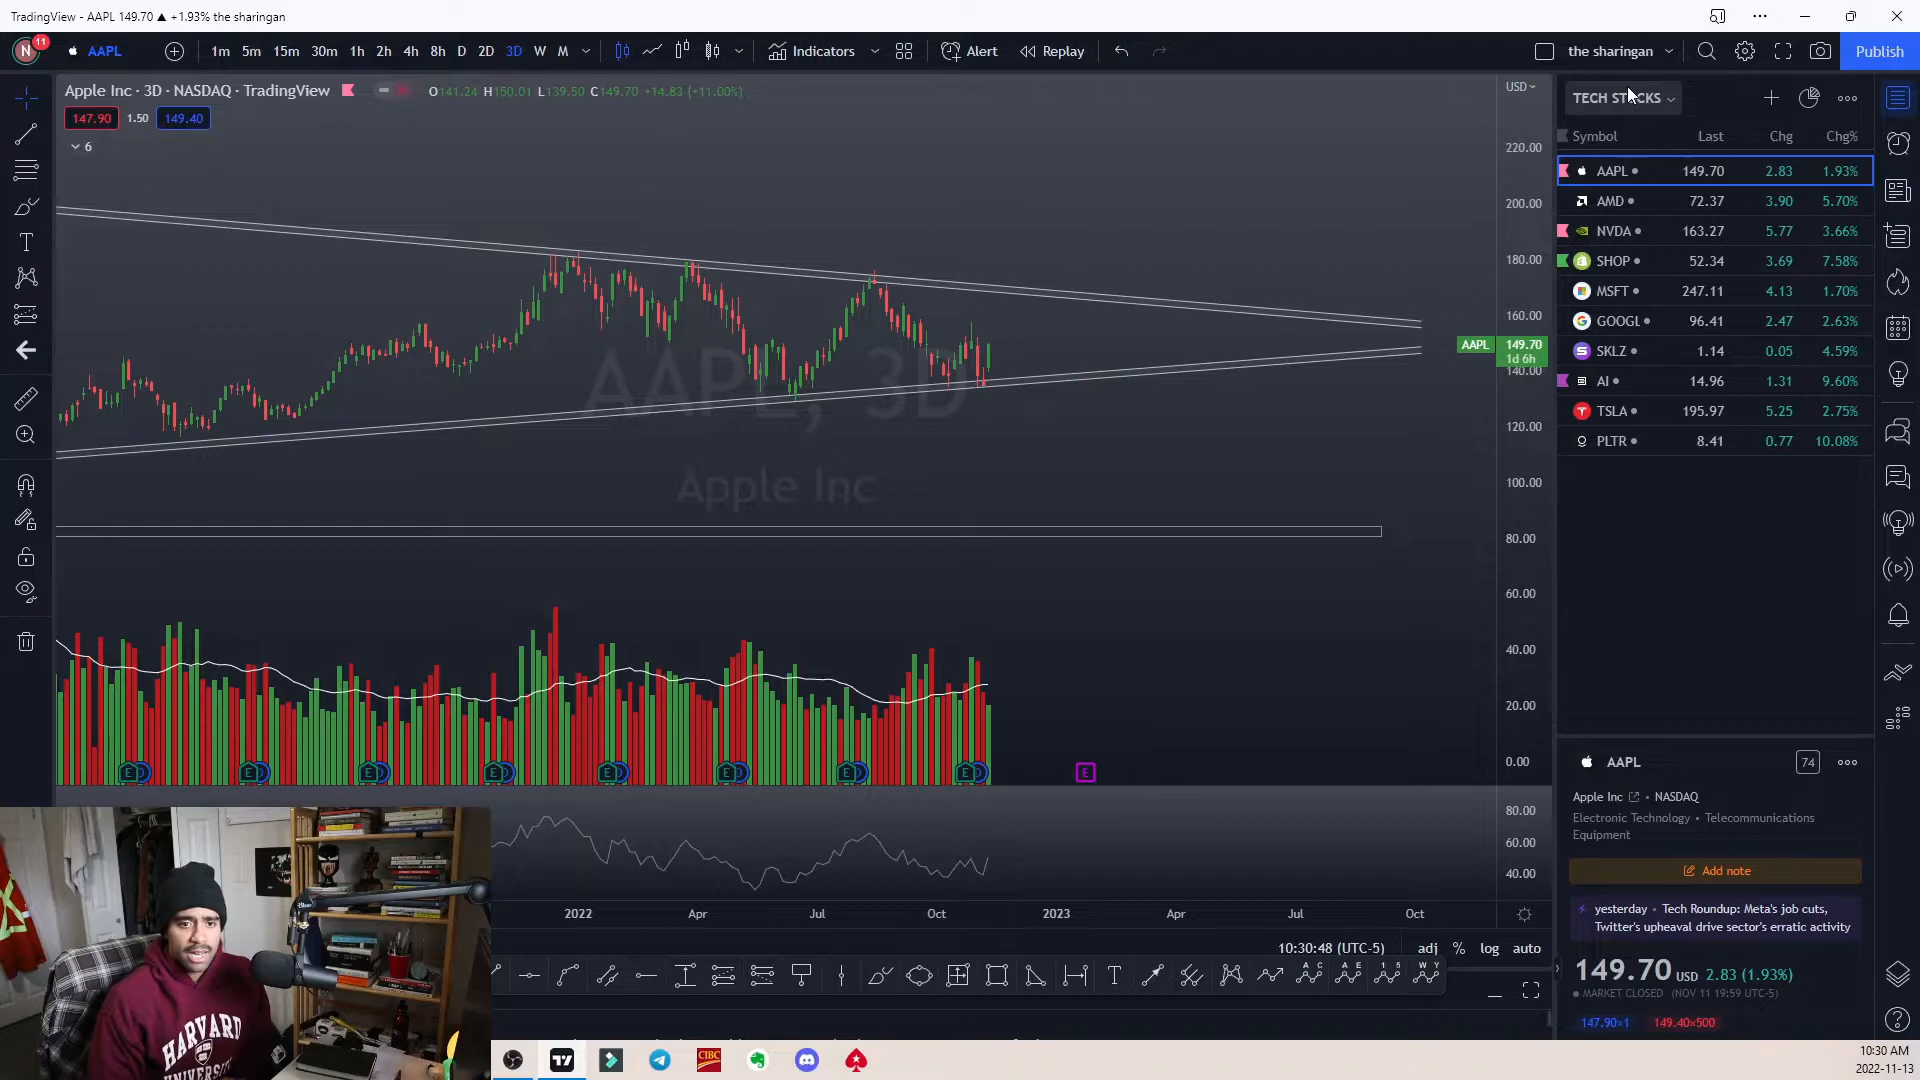 TradingView - AAPL 149.70 ▲ +1.93% the sharingan
N 11 AAPL 1m 5m 15m 30m 1h 2h 4h 8h D 2D 3D W M Indicators Alert Replay the sharingan Publish
Apple Inc · 3D · NASDAQ · TradingView O141.24 H150.01 L139.50 C149.70 +14.83 (+11.00%)
147.90 1.50 149.40
6
USD
220.00
200.00
180.00
160.00
AAPL 149.70
1d 6h
140.00
120.00
100.00
80.00
60.00
40.00
20.00
0.00
80.00
60.00
40.00
AAPL, 3D
Apple Inc
E E E E E E E E E
2022 Apr Jul Oct 2023 Apr Jul Oct
10:30:48 (UTC-5) adj % log auto
TECH STOCKS
Symbol Last Chg Chg%
AAPL 149.70 2.83 1.93%
AMD 72.37 3.90 5.70%
NVDA 163.27 5.77 3.66%
SHOP 52.34 3.69 7.58%
MSFT 247.11 4.13 1.70%
GOOGL 96.41 2.47 2.63%
SKLZ 1.14 0.05 4.59%
AI 14.96 1.31 9.60%
TSLA 195.97 5.25 2.75%
PLTR 8.41 0.77 10.08%
AAPL 74
Apple Inc • NASDAQ
Electronic Technology • Telecommunications
Equipment
Add note
yesterday • Tech Roundup: Meta's job cuts,
Twitter's upheaval drive sector's erratic activity
149.70 USD 2.83 (1.93%)
MARKET CLOSED (NOV 11 19:59 UTC-5)
147.90×1 149.40×500
HARVARD
UNIVERSITY
CIBC
10:30 AM
2022-11-13